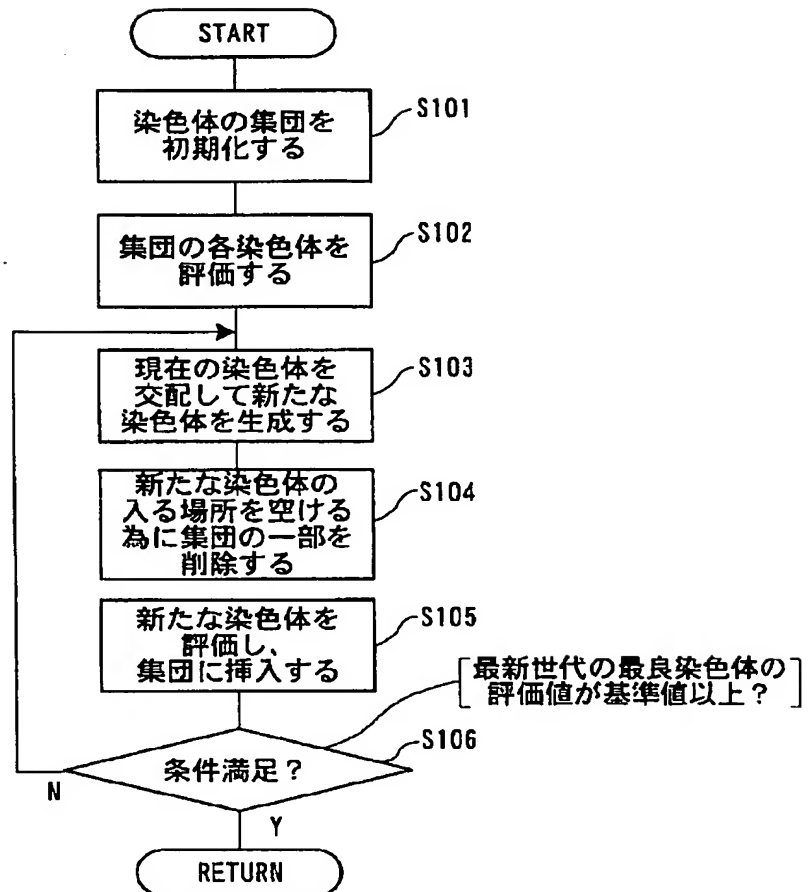 START
染色体の集団を
初期化する
S101
集団の各染色体を
評価する
S102
現在の染色体を
交配して新たな
染色体を生成する
S103
新たな染色体の
入る場所を空ける
為に集団の一部を
削除する
S104
新たな染色体を
評価し、
集団に挿入する
S105
最新世代の最良染色体の
評価値が基準値以上?
条件満足?
S106
N
Y
RETURN